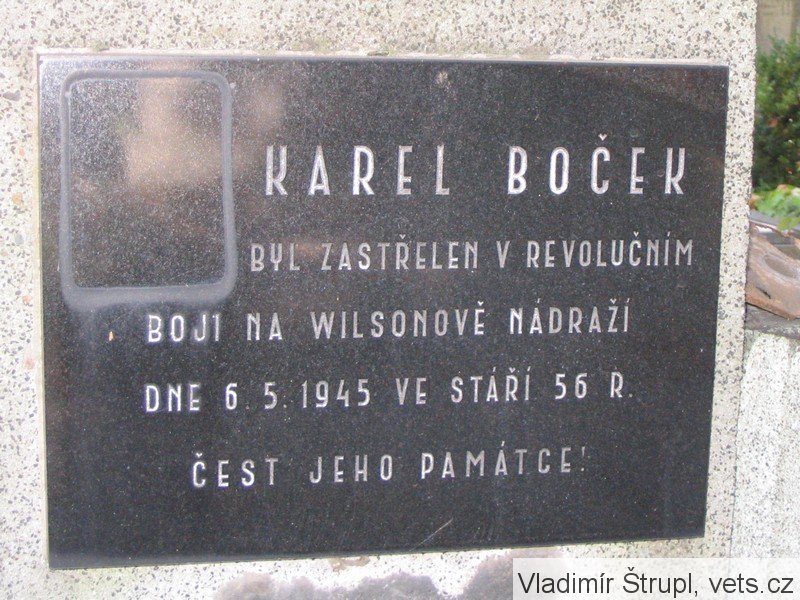 KAREL BOČEK
BYL ZASTŘELEN V REVOLUČNÍM
BOJI NA WILSONOVĚ NÁDRAŽÍ
DNE 6.5.1945 VE STÁŘÍ 56 R.
ČEST JEHO PAMÁTCE!
Vladimír Štrupl, vets.cz